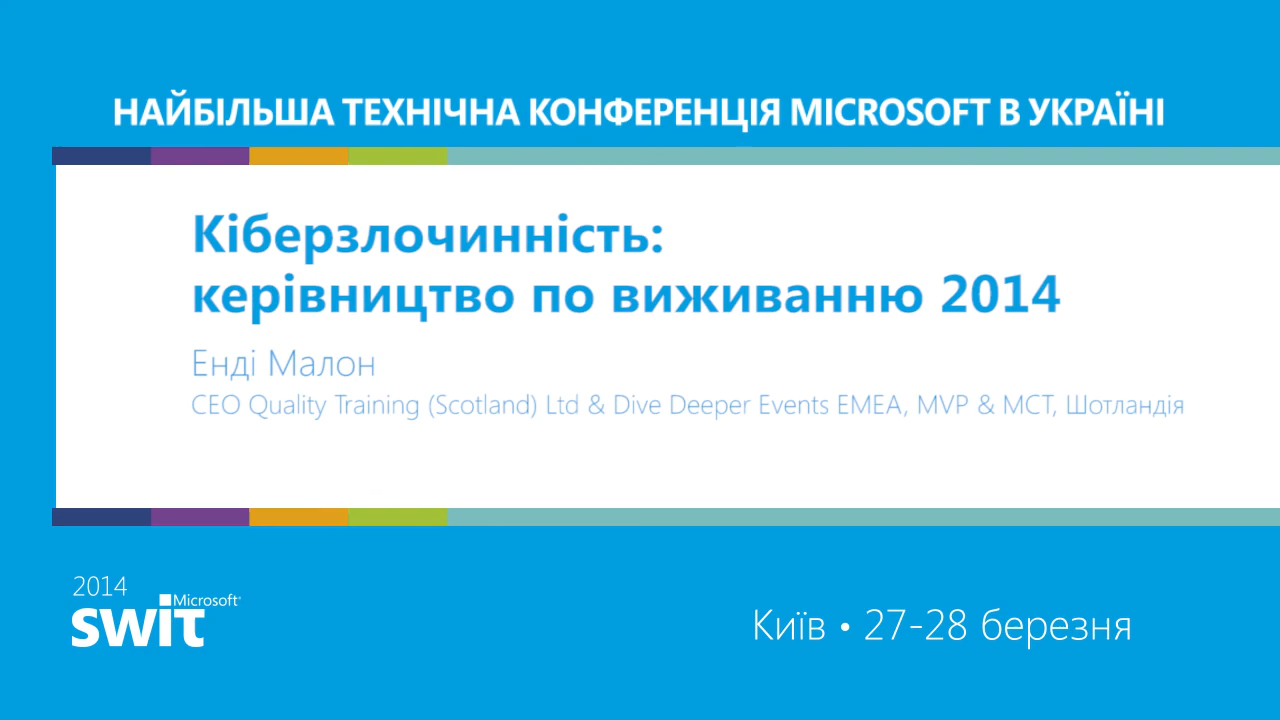 НАЙБІЛЬША ТЕХНІЧНА КОНФЕРЕНЦІЯ MICROSOFT В УКРАЇНІ
Кіберзлочинність:
керівництво по виживанню 2014
Енді Малон
CEO Quality Training (Scotland) Ltd & Dive Deeper Events EMEA, MVP & MCT, Шотландія
2014
Microsoft
swit
Київ • 27-28 березня